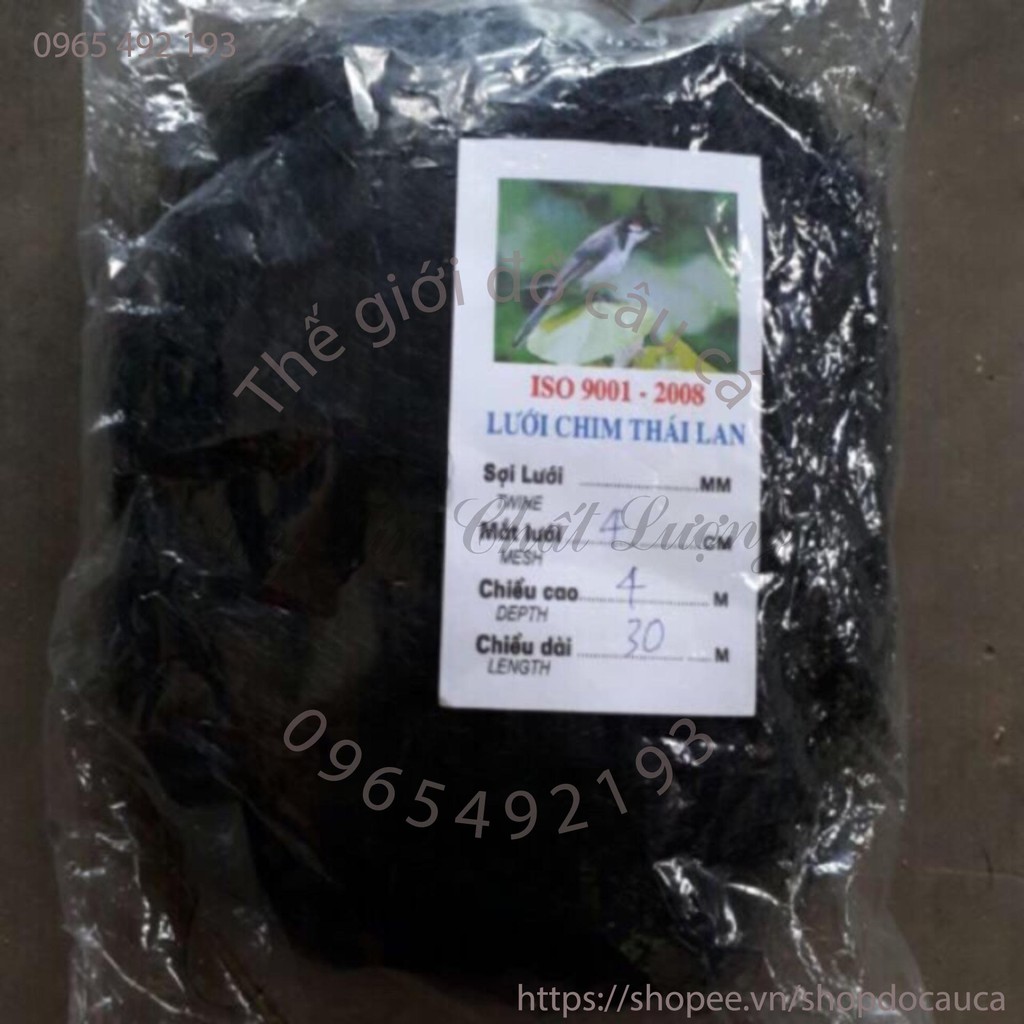 0965 492 193
Thế giới đồ câu cá
ISO 9001 - 2008
LƯỚI CHIM THÁI LAN
Sợi Lưới ........................ MM
TWINE
Mắt lưới 4 CM
MESH
Chất Lượng
Chiều cao 4 M
DEPTH
Chiều dài 30 M
LENGTH
0965492193
https://shopee.vn/shopdocauca